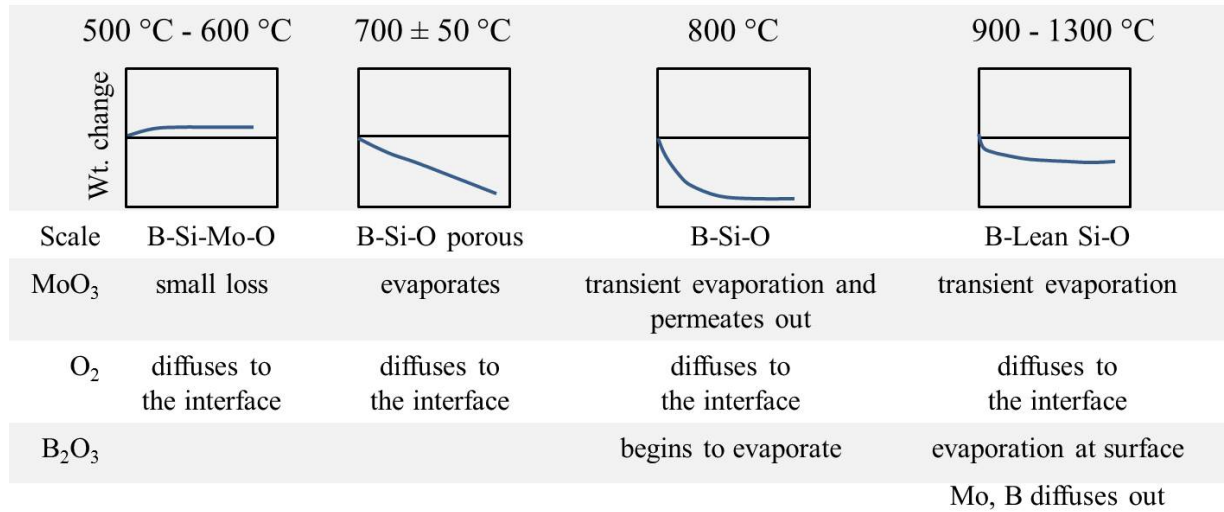 500 °C - 600 °C 700 ± 50 °C 800 °C 900 - 1300 °C
Wt. change
Scale B-Si-Mo-O B-Si-O porous B-Si-O B-Lean Si-O
MoO₃ small loss evaporates transient evaporation and transient evaporation
permeates out
O₂ diffuses to diffuses to diffuses to diffuses to
the interface the interface the interface the interface
B₂O₃ begins to evaporate evaporation at surface
Mo, B diffuses out